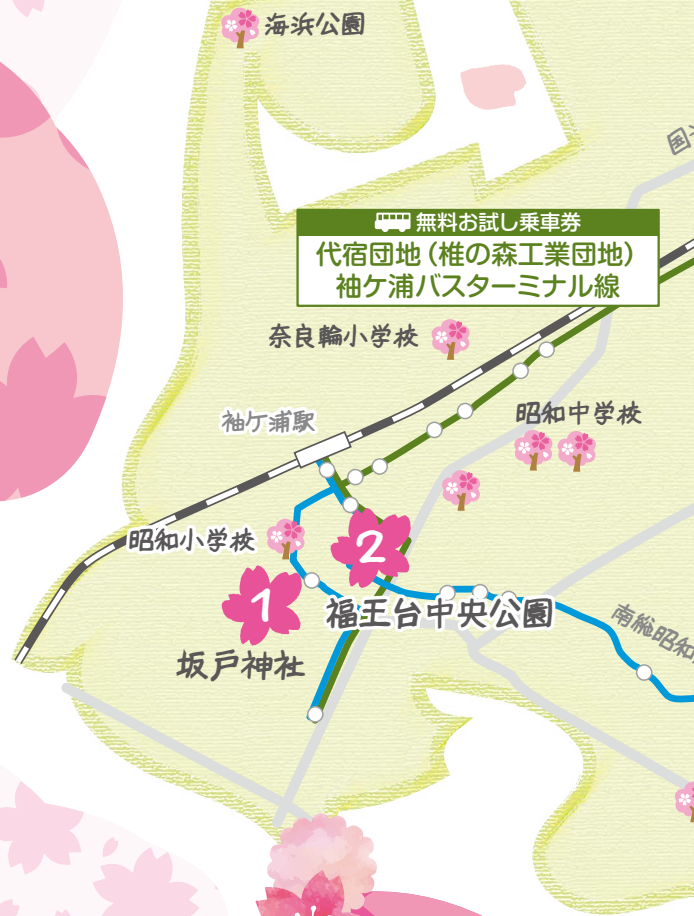 海浜公園
国
無料お試し乗車券
代宿団地（椎の森工業団地）
袖ケ浦バスターミナル線
奈良輪小学校
昭和中学校
袖ケ浦駅
昭和小学校
2
1
福王台中央公園
南総昭和
坂戸神社